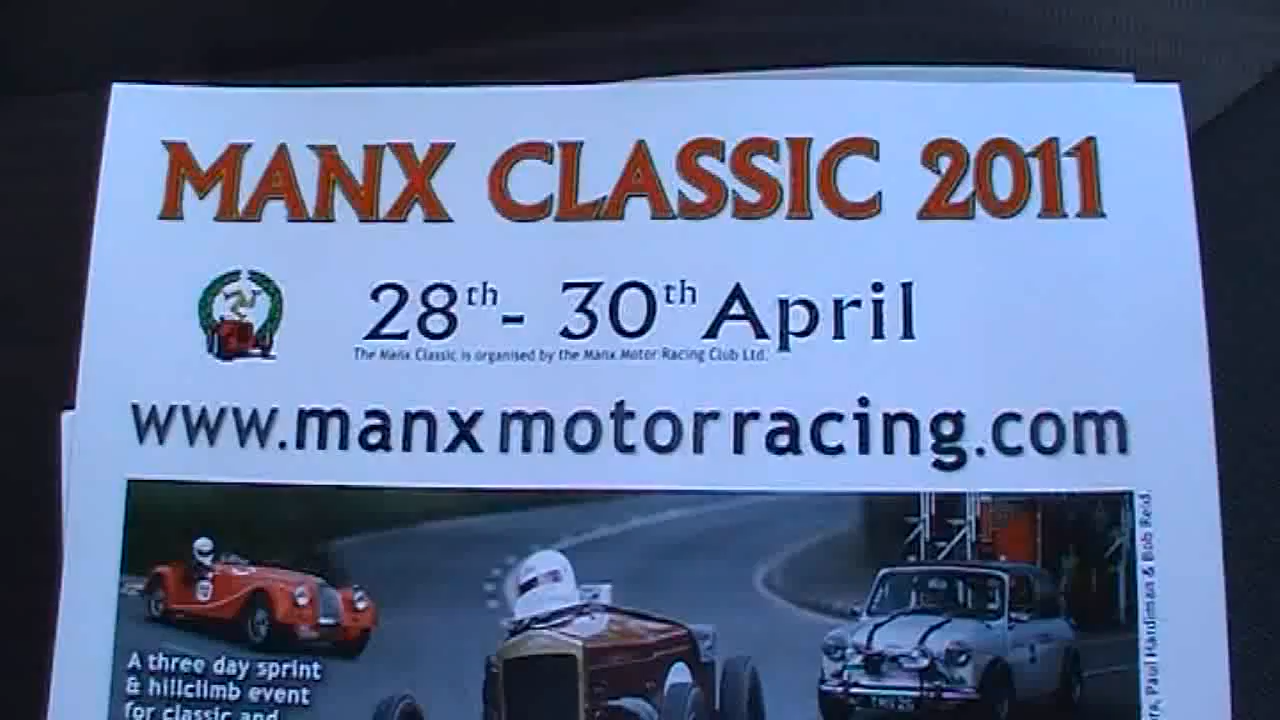 MANX CLASSIC 2011
28th - 30th April
The Manx Classic is organised by the Manx Motor Racing Club Ltd.
www.manxmotorracing.com
Paul Hardiman & Bob Reid.
A three day sprint
& hillclimb event
for classic and